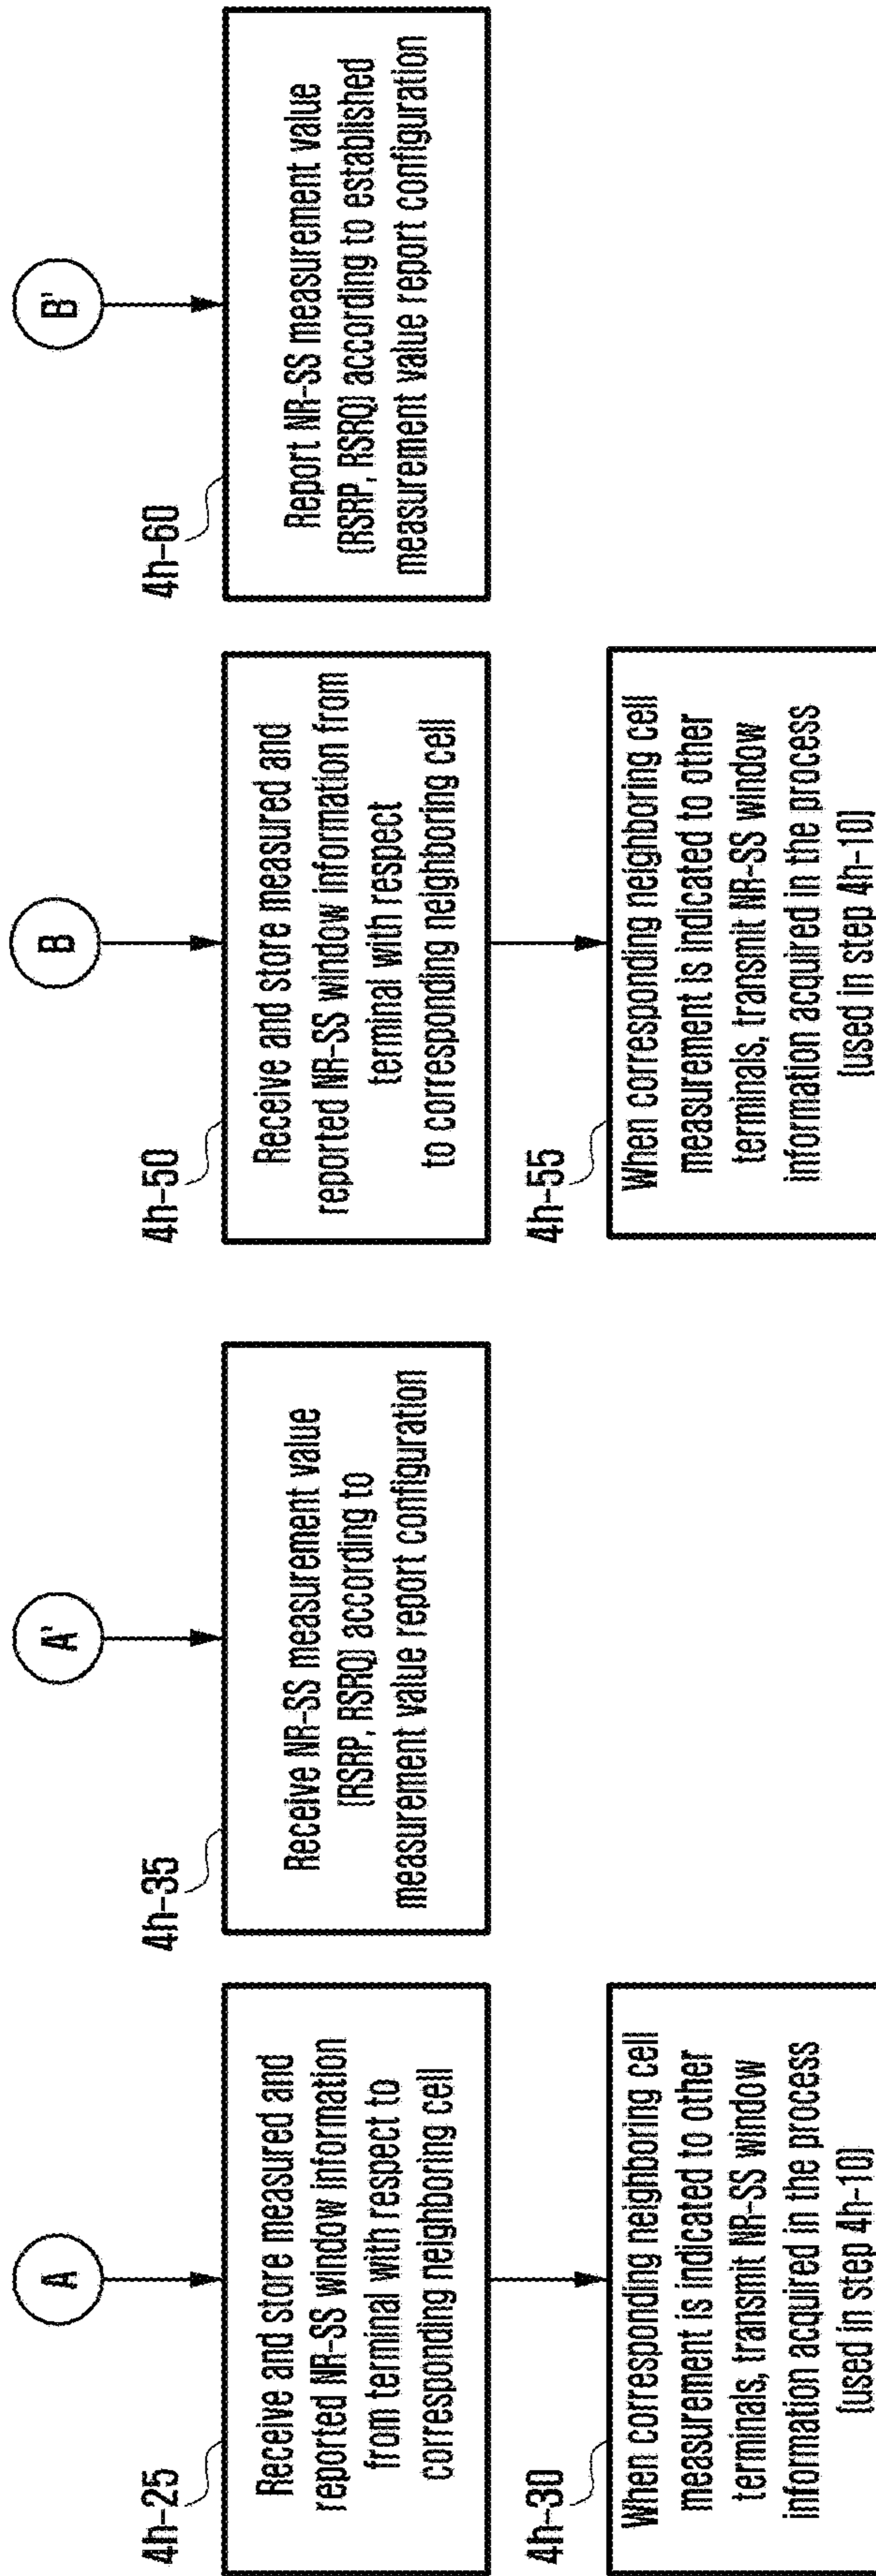 A
4h-25
Receive and store measured and
reported NR-SS window information
from terminal with respect to
corresponding neighboring cell
4h-30
When corresponding neighboring cell
measurement is indicated to other
terminals, transmit NR-SS window
information acquired in the process
(used in step 4h-10)
A'
4h-35
Receive NR-SS measurement value
(RSRP, RSRQ) according to
measurement value report configuration
B
4h-50
Receive and store measured and
reported NR-SS window information from
terminal with respect
to corresponding neighboring cell
4h-55
When corresponding neighboring cell
measurement is indicated to other
terminals, transmit NR-SS window
information acquired in the process
(used in step 4h-10)
B'
4h-60
Report NR-SS measurement value
(RSRP, RSRQ) according to established
measurement value report configuration